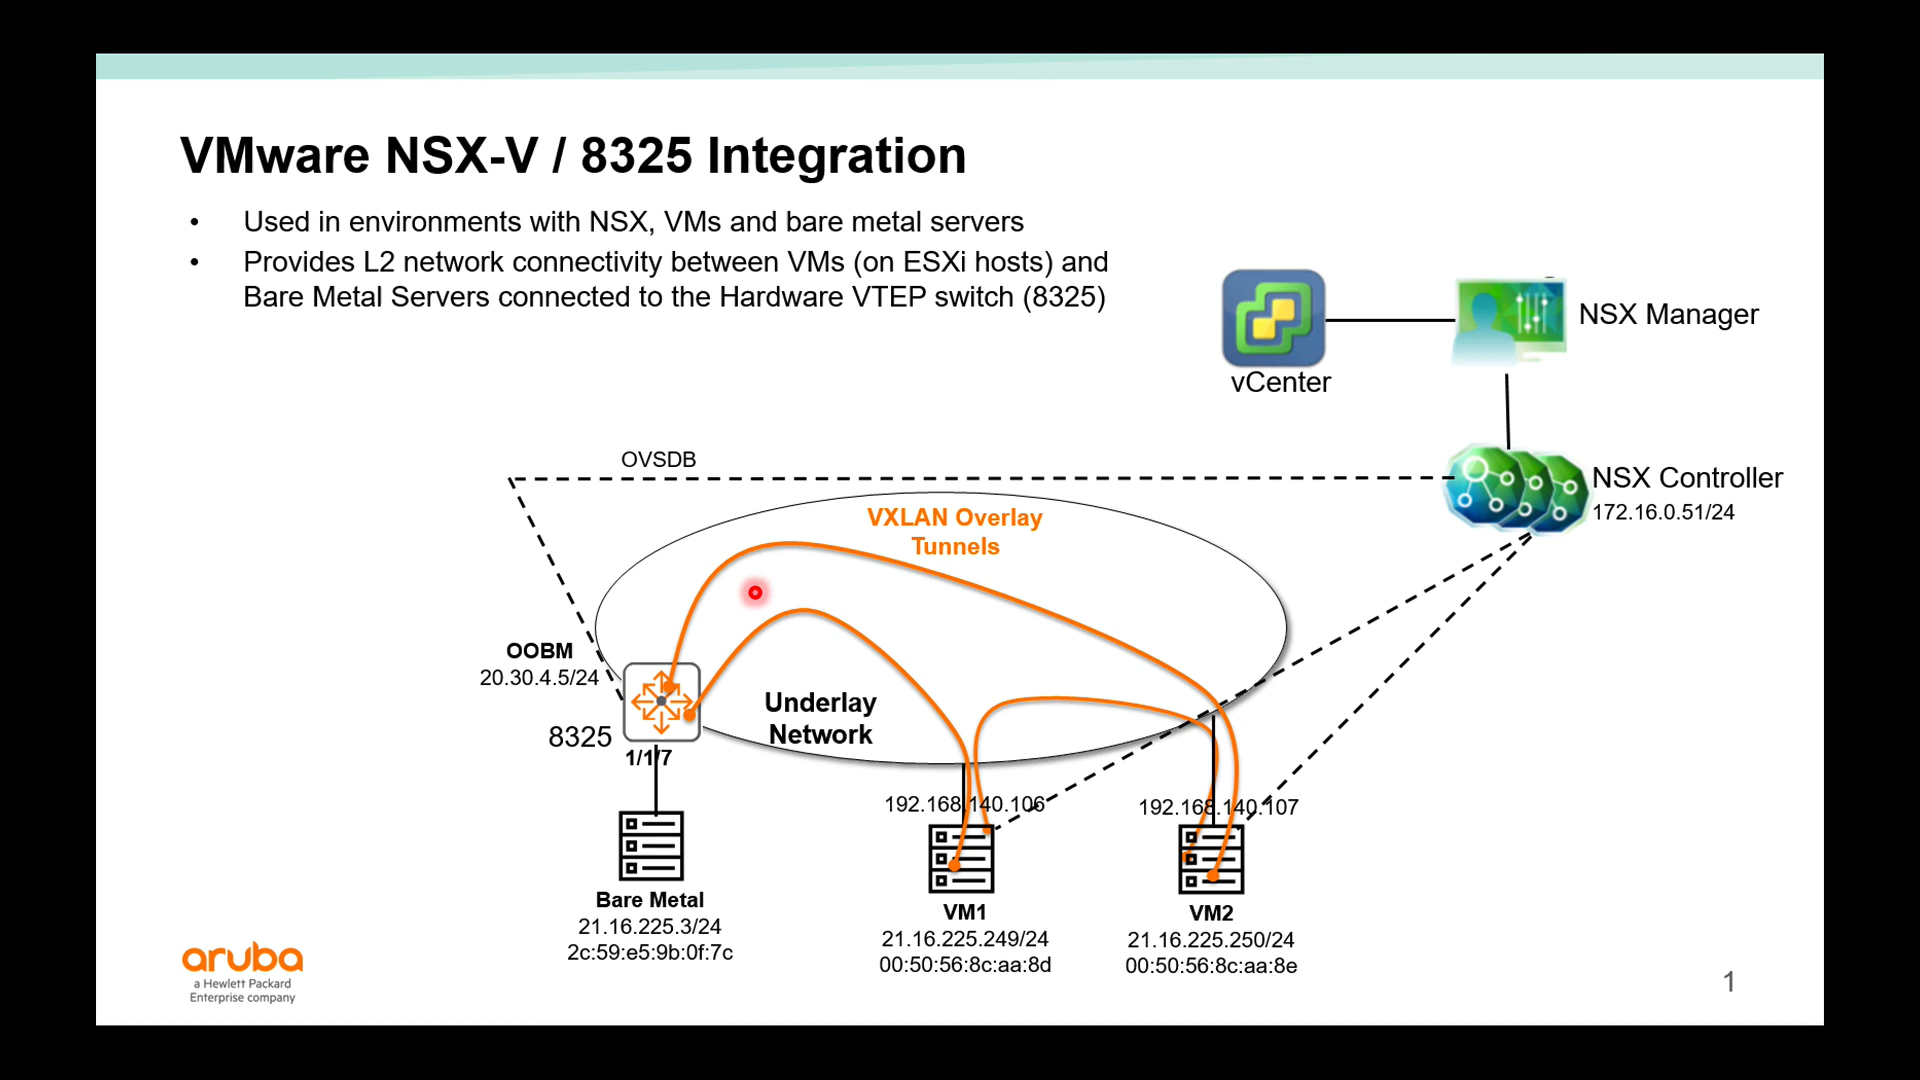 VMware NSX-V / 8325 Integration
• Used in environments with NSX, VMs and bare metal servers
• Provides L2 network connectivity between VMs (on ESXi hosts) and
Bare Metal Servers connected to the Hardware VTEP switch (8325)
NSX Manager
vCenter
OVSDB
NSX Controller
172.16.0.51/24
VXLAN Overlay
Tunnels
OOBM
20.30.4.5/24
8325
1/1/7
Underlay
Network
192.168.140.106
192.168.140.107
Bare Metal
21.16.225.3/24
2c:59:e5:9b:0f:7c
VM1
21.16.225.249/24
00:50:56:8c:aa:8d
VM2
21.16.225.250/24
00:50:56:8c:aa:8e
aruba
a Hewlett Packard
Enterprise company
1